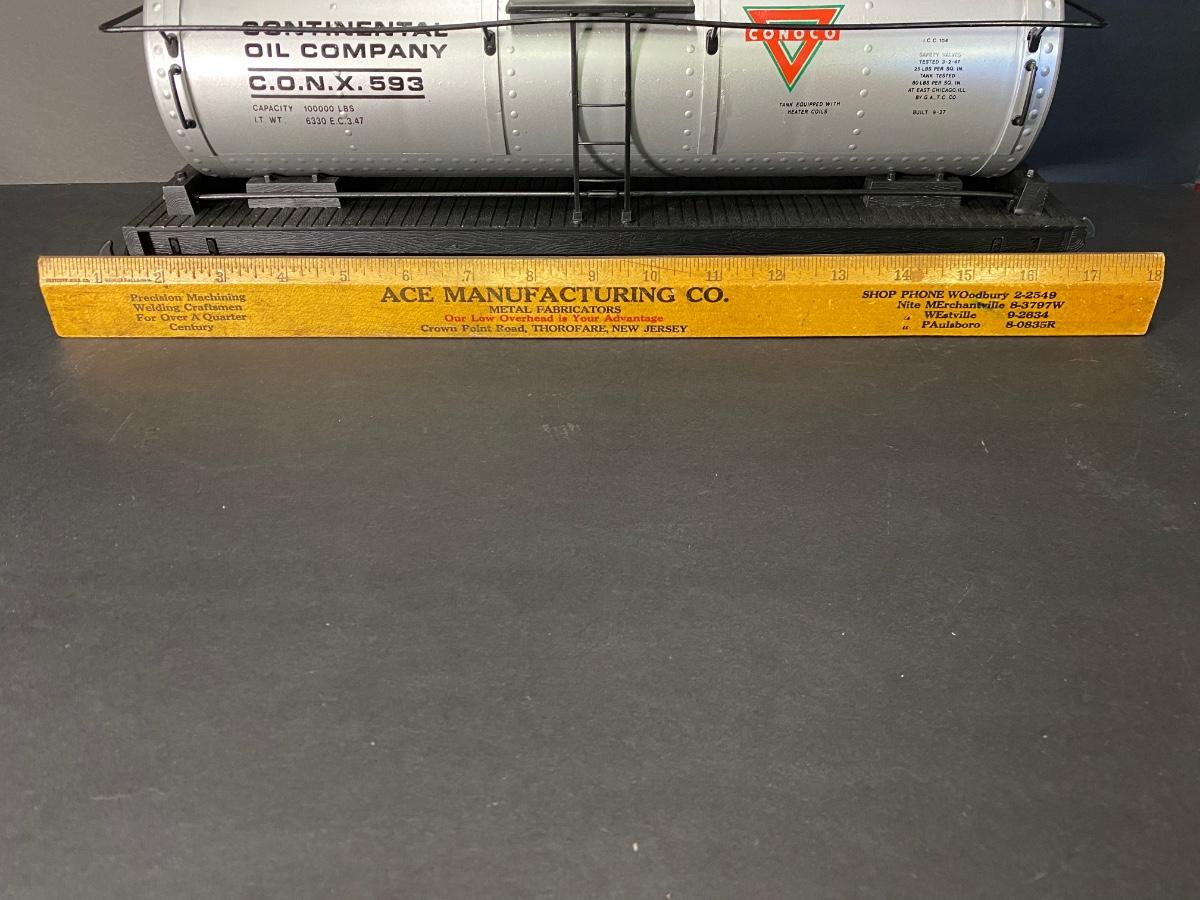 CONTINENTAL
OIL COMPANY
C.O.N.X. 593
CAPACITY 100000 LBS
LT. WT. 6330 E.C.3.47
CONOCO
TANK EQUIPPED WITH
HEATER COILS
I.C.C. 104
SAFETY VALVES
TESTED 3-2-47
25 LBS PER SQ. IN.
TANK TESTED
60 LBS PER SQ. IN.
AT EAST CHICAGO, ILL.
BY G.A.T.C. CO.
BUILT 9-27
1 2 3 4 5 6 7 8 9 10 11 12 13 14 15 16 17 18
Precision Machining
Welding Craftsmen
For Over A Quarter
Century
ACE MANUFACTURING CO.
METAL FABRICATORS
Our Low Overhead is Your Advantage
Crown Point Road, THOROFARE, NEW JERSEY
SHOP PHONE WOodbury 2-2549
Nite MErchantville 8-3797W
" WEstville 9-2834
" PAulsboro 8-0835R